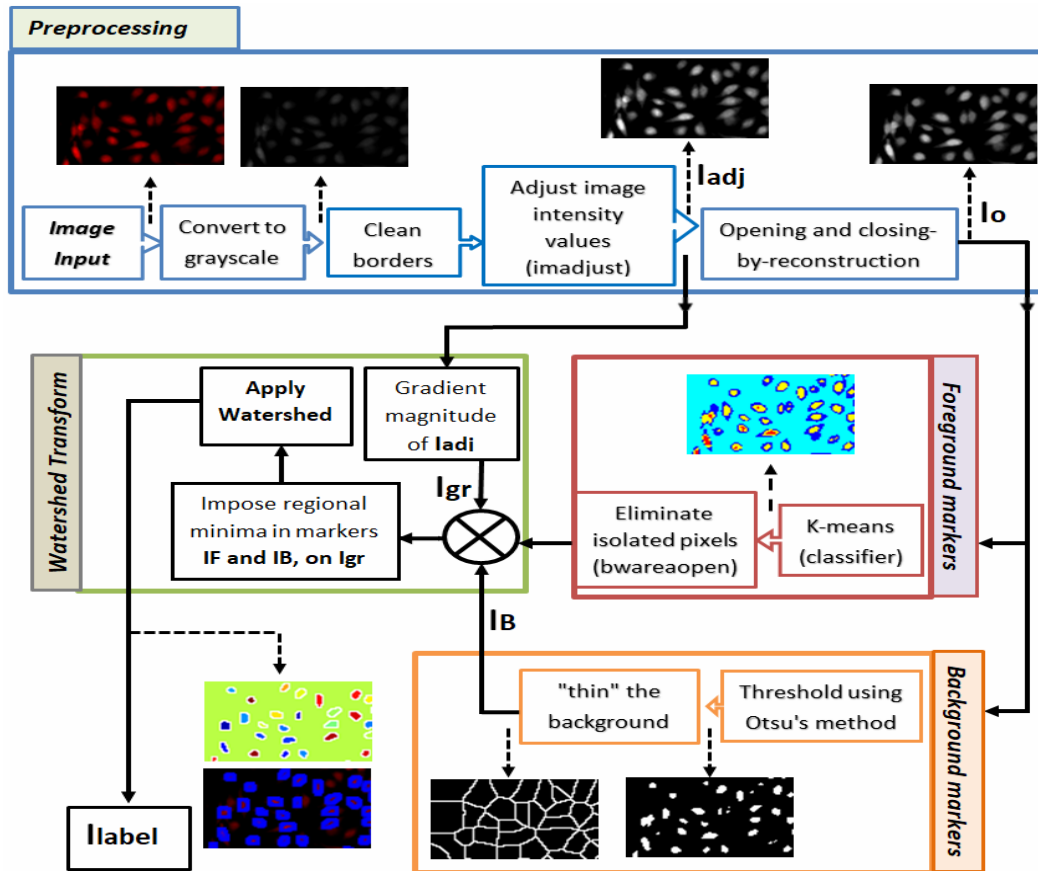 Preprocessing
Iadj
Io
Image
Input
Convert to
grayscale
Clean
borders
Adjust image
intensity
values
(imadjust)
Opening and closing-
by-reconstruction
Watershed Transform
Apply
Watershed
Gradient
magnitude
of Iadj
Igr
Impose regional
minima in markers
IF and IB, on Igr
Eliminate
isolated pixels
(bwareaopen)
K-means
(classifier)
Foreground markers
IB
"thin" the
background
Threshold using
Otsu's method
Background markers
Ilabel